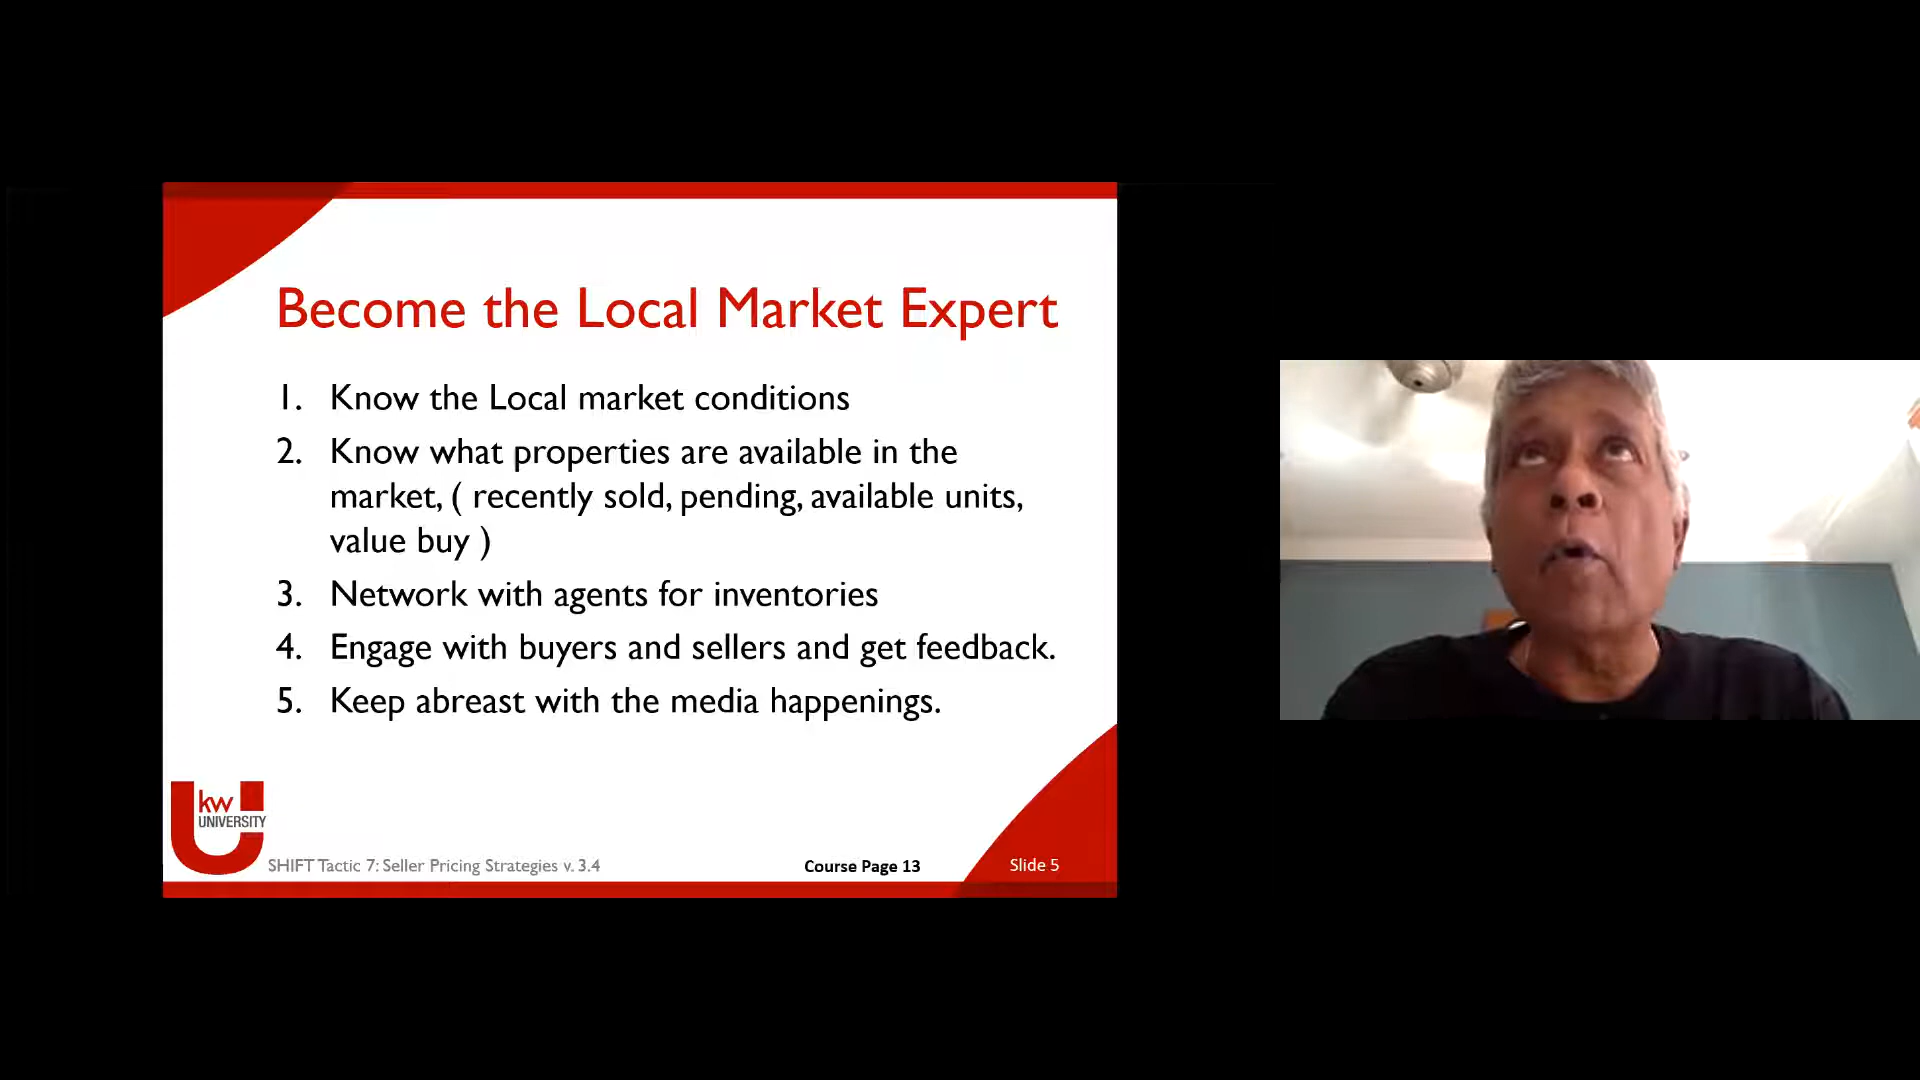 Become the Local Market Expert
1. Know the Local market conditions
2. Know what properties are available in the
market, ( recently sold, pending, available units,
value buy )
3. Network with agents for inventories
4. Engage with buyers and sellers and get feedback.
5. Keep abreast with the media happenings.
kw
UNIVERSITY
SHIFT Tactic 7: Seller Pricing Strategies v. 3.4
Course Page 13
Slide 5